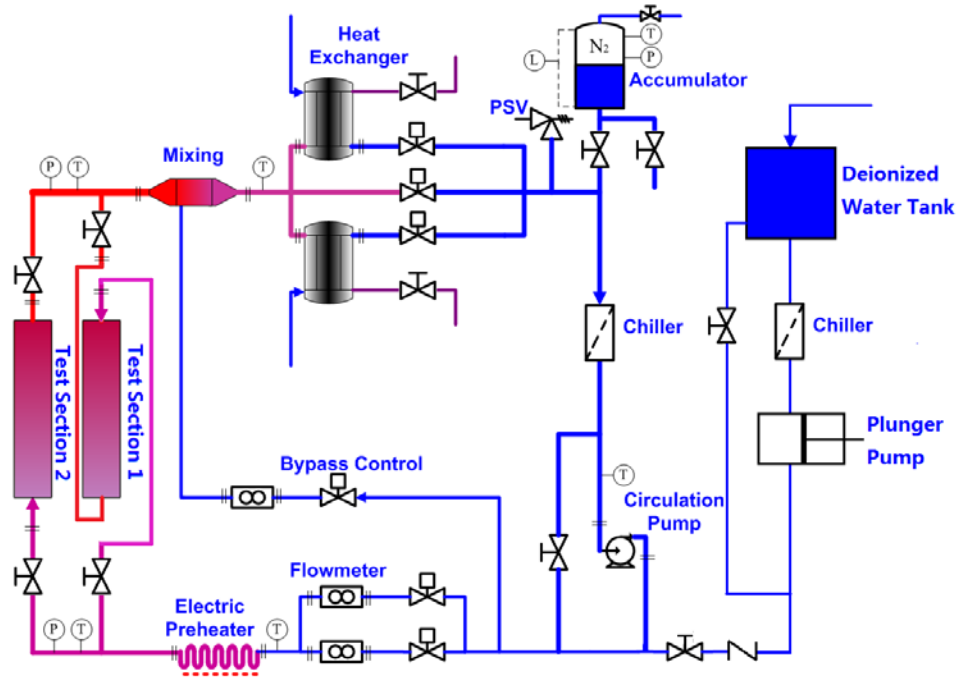 Heat
Exchanger
N2
T
P
L
Accumulator
PSV
Mixing
P
T
T
Deionized
Water Tank
Chiller
Chiller
Test Section 2
Test Section 1
Plunger
Pump
Bypass Control
T
Circulation
Pump
Flowmeter
Electric
Preheater
P
T
T